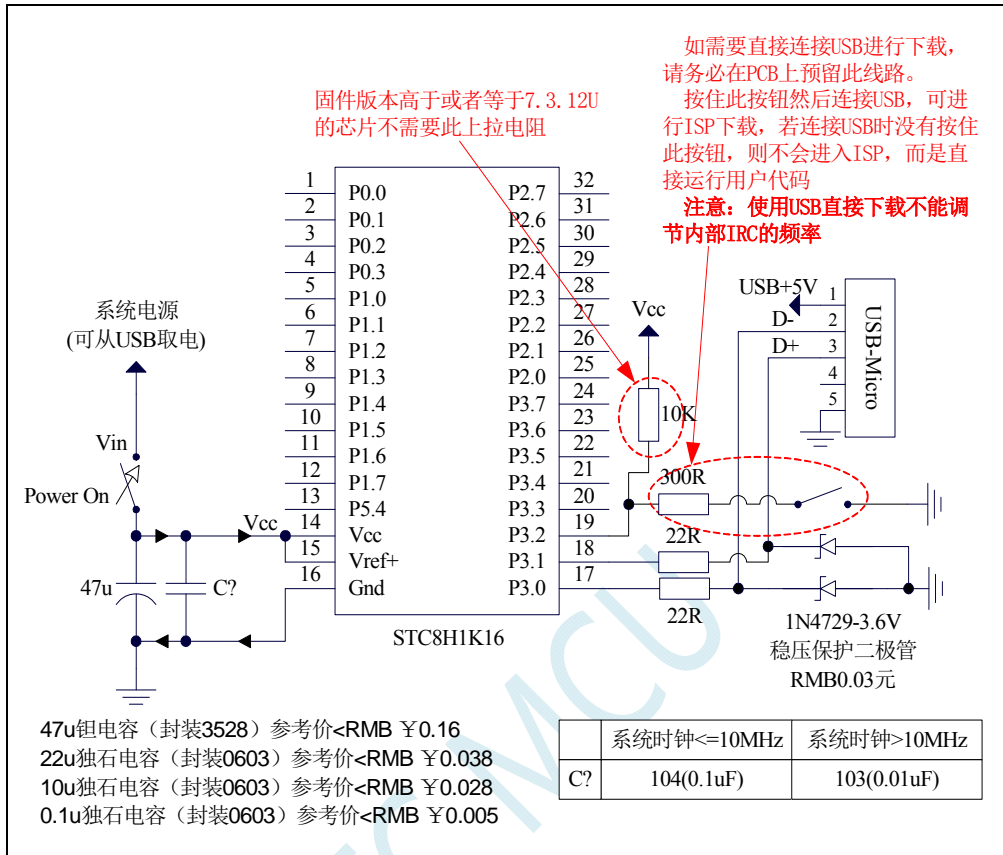 如需要直接连接USB进行下载，
请务必在PCB上预留此线路。
按住此按钮然后连接USB，可进
行ISP下载，若连接USB时没有按住
此按钮，则不会进入ISP，而是直
接运行用户代码
注意：使用USB直接下载不能调
节内部IRC的频率
固件版本高于或者等于7.3.12U
的芯片不需要此上拉电阻
系统电源
(可从USB取电)
Vin
Power On
Vcc
47u
C?
1 P0.0
2 P0.1
3 P0.2
4 P0.3
5 P1.0
6 P1.1
7 P1.2
8 P1.3
9 P1.4
10 P1.5
11 P1.6
12 P1.7
13 P5.4
14 Vcc
15 Vref+
16 Gnd
P2.7 32
P2.6 31
P2.5 30
P2.4 29
P2.3 28
P2.2 27
P2.1 26
P2.0 25
P3.7 24
P3.6 23
P3.5 22
P3.4 21
P3.3 20
P3.2 19
P3.1 18
P3.0 17
STC8H1K16
Vcc
10K
300R
22R
22R
USB+5V 1
D- 2
D+ 3
4
5
USB-Micro
1N4729-3.6V
稳压保护二极管
RMB0.03元
47u钽电容（封装3528）参考价<RMB ￥0.16
22u独石电容（封装0603）参考价<RMB ￥0.038
10u独石电容（封装0603）参考价<RMB ￥0.028
0.1u独石电容（封装0603）参考价<RMB ￥0.005
系统时钟<=10MHz 系统时钟>10MHz
C? 104(0.1uF) 103(0.01uF)
MCU